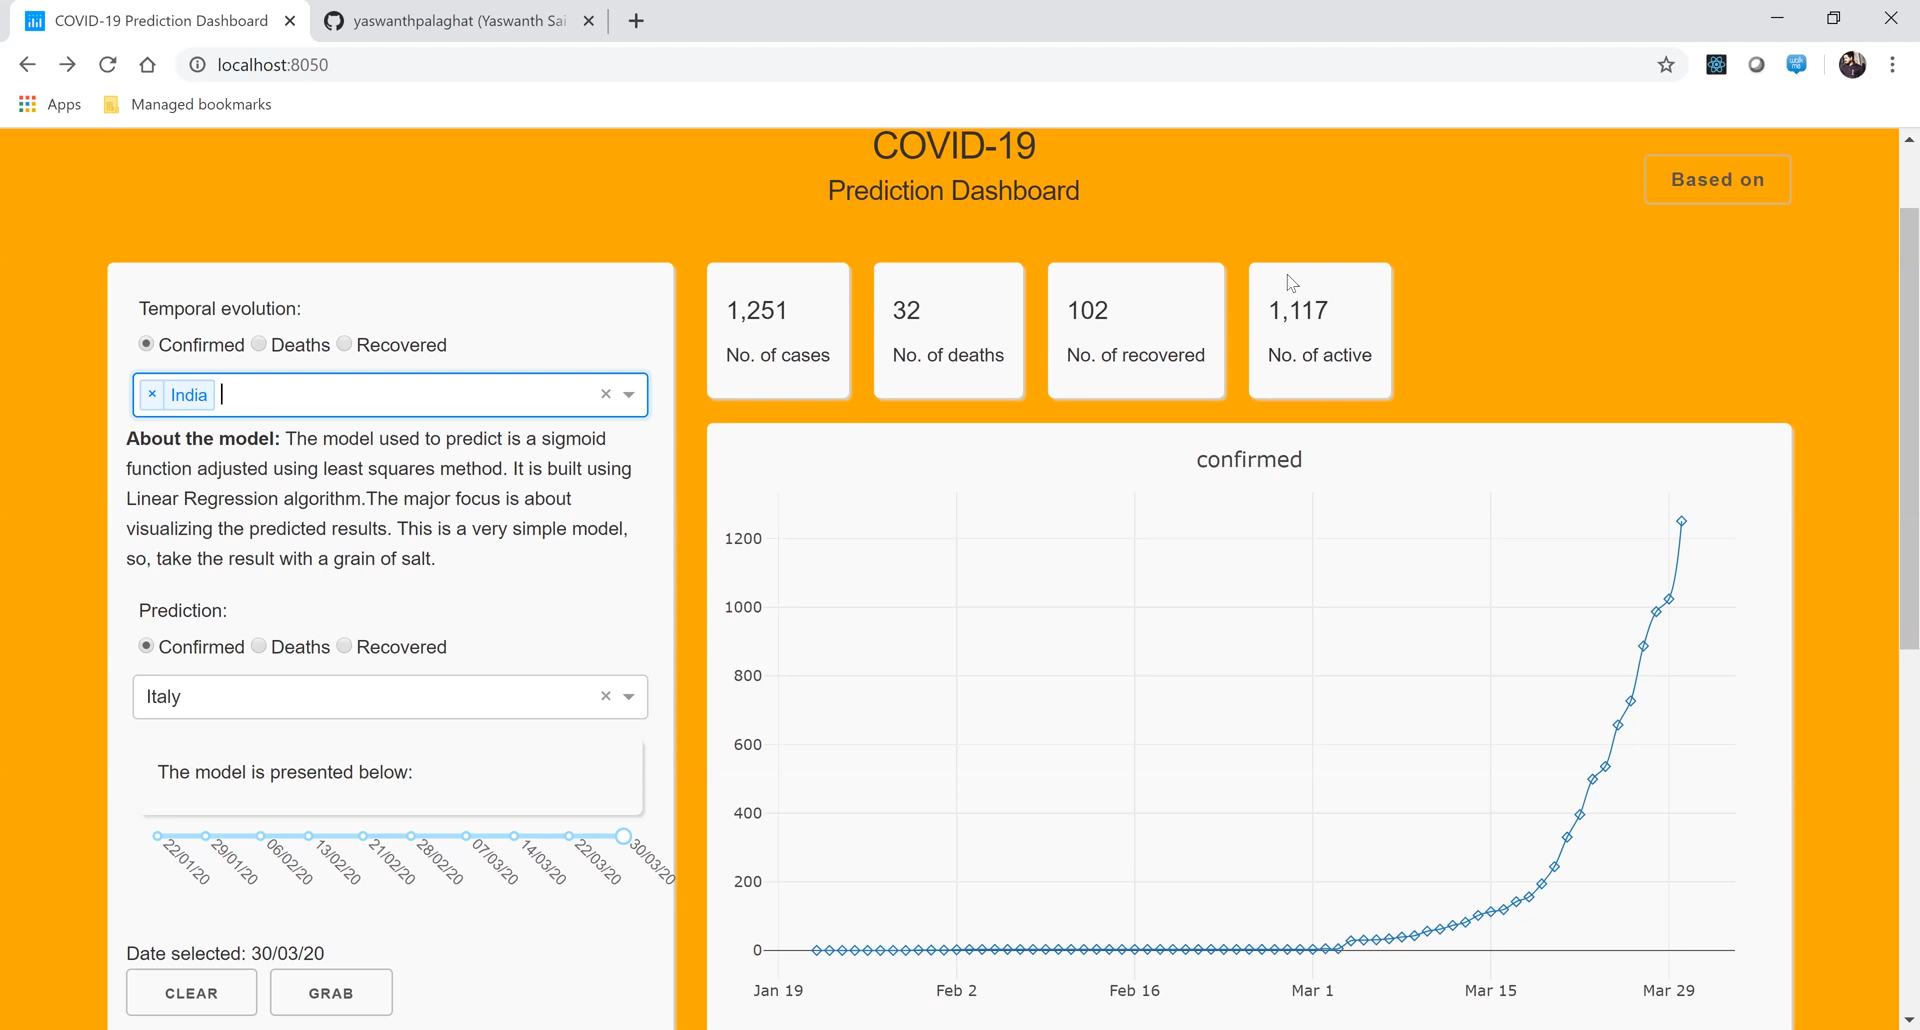 COVID-19 Prediction Dashboard
yaswanthpalaghat (Yaswanth Sai
localhost:8050
Apps
Managed bookmarks
COVID-19
Prediction Dashboard
Based on
Temporal evolution:
Confirmed Deaths Recovered
× India
About the model: The model used to predict is a sigmoid
function adjusted using least squares method. It is built using
Linear Regression algorithm.The major focus is about
visualizing the predicted results. This is a very simple model,
so, take the result with a grain of salt.
Prediction:
Confirmed Deaths Recovered
Italy
The model is presented below:
22/01/20
29/01/20
06/02/20
13/02/20
21/02/20
28/02/20
07/03/20
14/03/20
22/03/20
30/03/20
Date selected: 30/03/20
CLEAR
GRAB
1,251
No. of cases
32
No. of deaths
102
No. of recovered
1,117
No. of active
confirmed
1200
1000
800
600
400
200
0
Jan 19
Feb 2
Feb 16
Mar 1
Mar 15
Mar 29